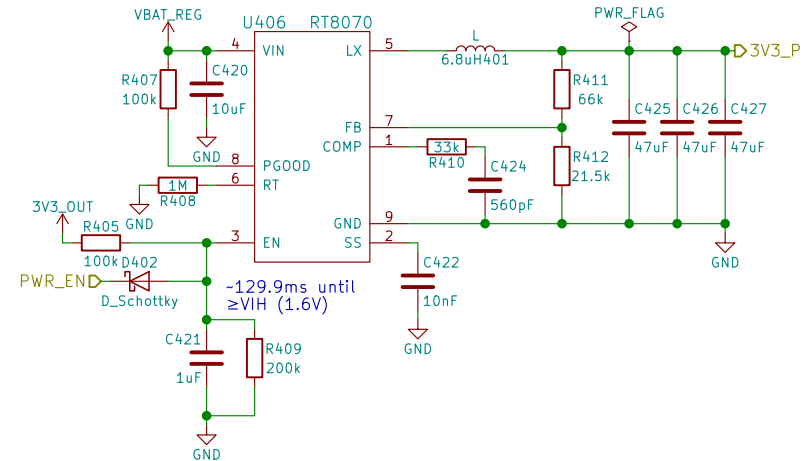 VBAT_REG
PWR_FLAG
U406 RT8070
4 VIN LX 5
L
6.8uH401
3V3_P
R407
100k
C420
10uF
GND
R411
66k
C425
47uF
C426
47uF
C427
47uF
FB 7
COMP 1
33k
R410
C424
560pF
R412
21.5k
8 PGOOD
6 RT
1M
R408
GND
GND 9
SS 2
GND
3V3_OUT
R405
100k
3 EN
D402
PWR_EN
D_Schottky
~129.9ms until
≥VIH (1.6V)
C422
10nF
GND
C421
1uF
R409
200k
GND